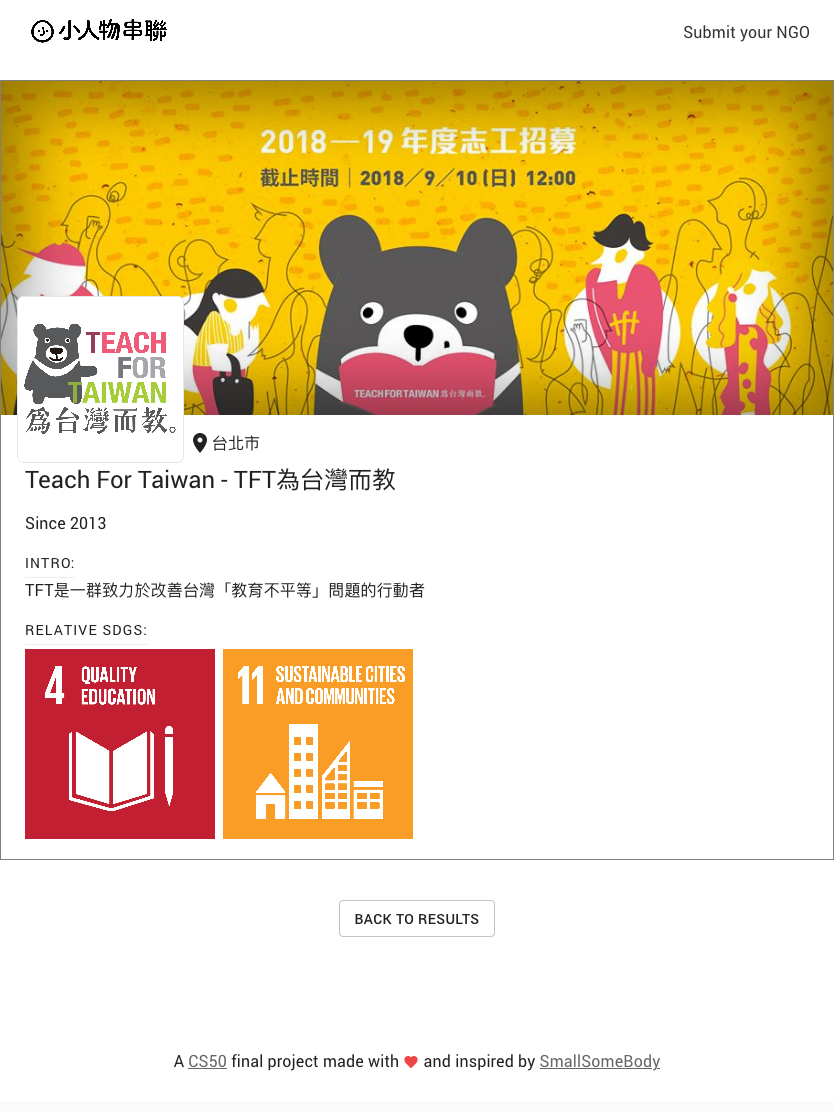 小人物串聯
Submit your NGO
2018—19 年度志工招募
截止時間｜2018／9／10 (日) 12:00
TEACH FOR TAIWAN 為台灣而教。
TEACH
FOR
TAIWAN
為台灣而教。
台北市
Teach For Taiwan - TFT為台灣而教
Since 2013
INTRO:
TFT是一群致力於改善台灣「教育不平等」問題的行動者
RELATIVE SDGS:
4 QUALITY
EDUCATION
11 SUSTAINABLE CITIES
AND COMMUNITIES
BACK TO RESULTS
A CS50 final project made with ♥ and inspired by SmallSomeBody